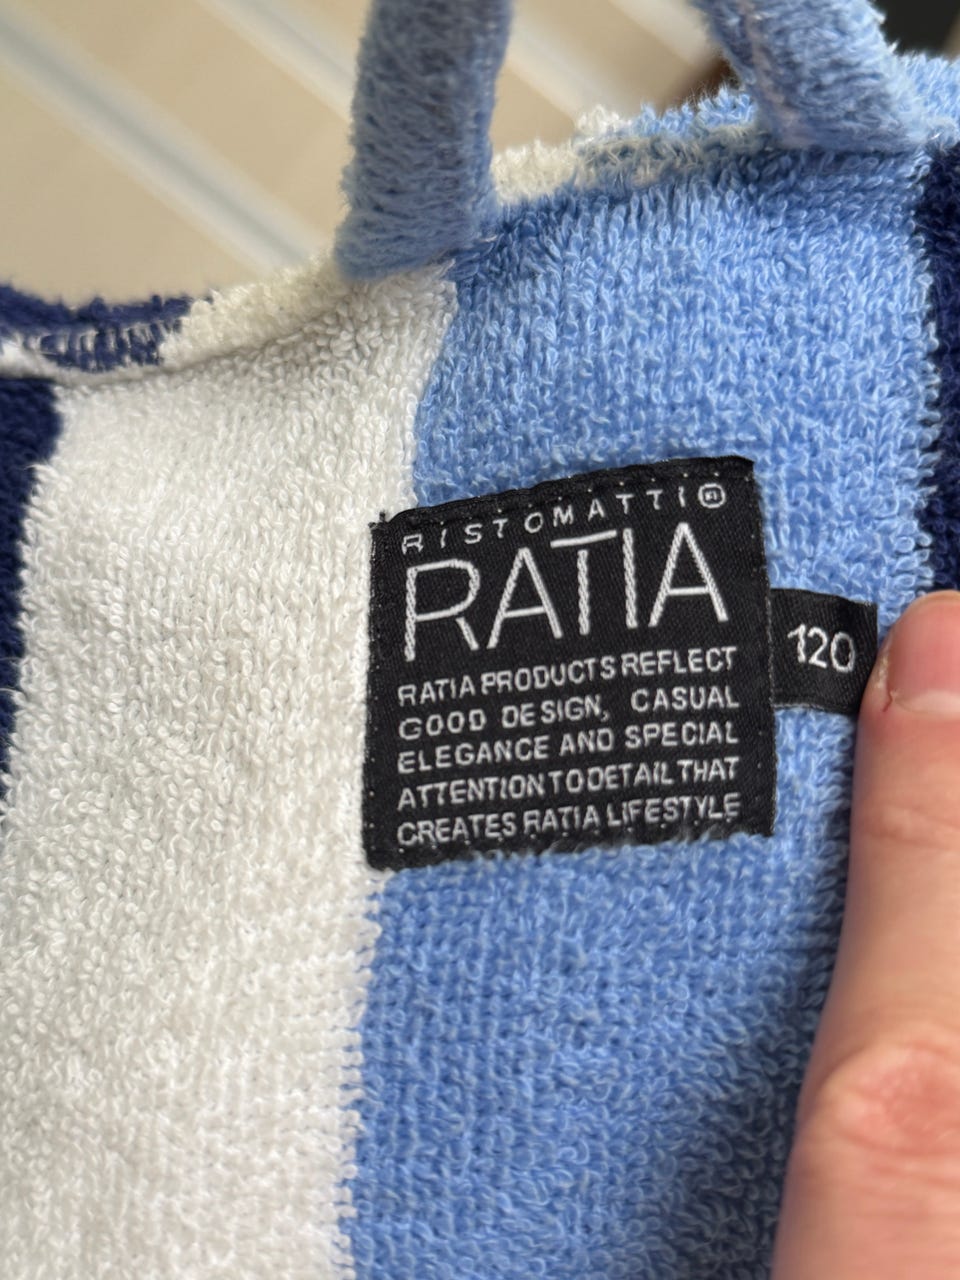 RISTOMATTI®
RATIA
RATIA PRODUCTS REFLECT
GOOD DESIGN, CASUAL
ELEGANCE AND SPECIAL
ATTENTION TO DETAIL THAT
CREATES RATIA LIFESTYLE
120